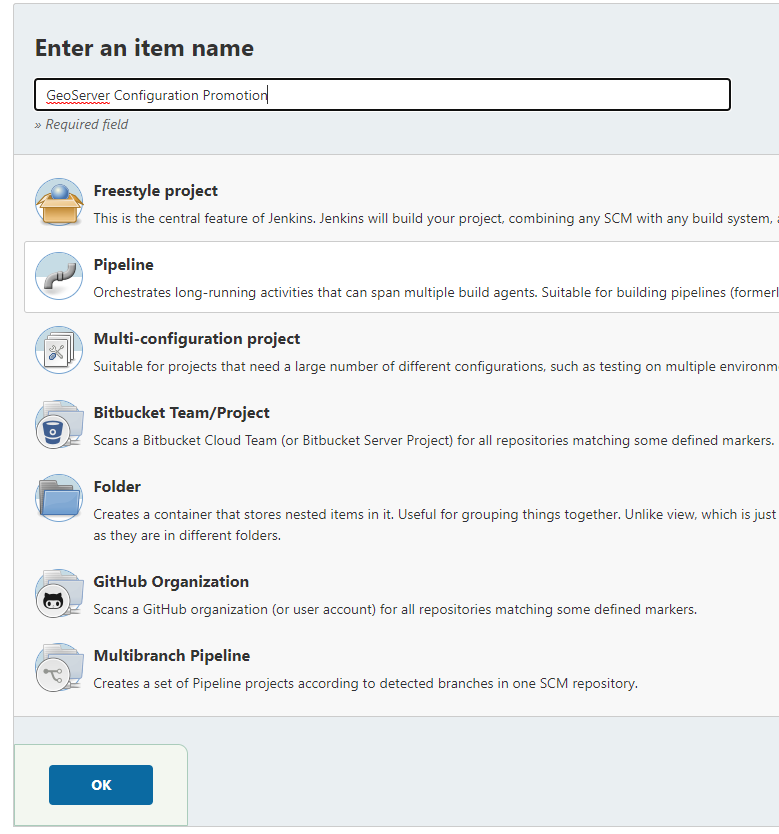 Enter an item name
GeoServer Configuration Promotion
» Required field
Freestyle project
This is the central feature of Jenkins. Jenkins will build your project, combining any SCM with any build system,
Pipeline
Orchestrates long-running activities that can span multiple build agents. Suitable for building pipelines (formerl
Multi-configuration project
Suitable for projects that need a large number of different configurations, such as testing on multiple environm
Bitbucket Team/Project
Scans a Bitbucket Cloud Team (or Bitbucket Server Project) for all repositories matching some defined markers.
Folder
Creates a container that stores nested items in it. Useful for grouping things together. Unlike view, which is just
as they are in different folders.
GitHub Organization
Scans a GitHub organization (or user account) for all repositories matching some defined markers.
Multibranch Pipeline
Creates a set of Pipeline projects according to detected branches in one SCM repository.
OK